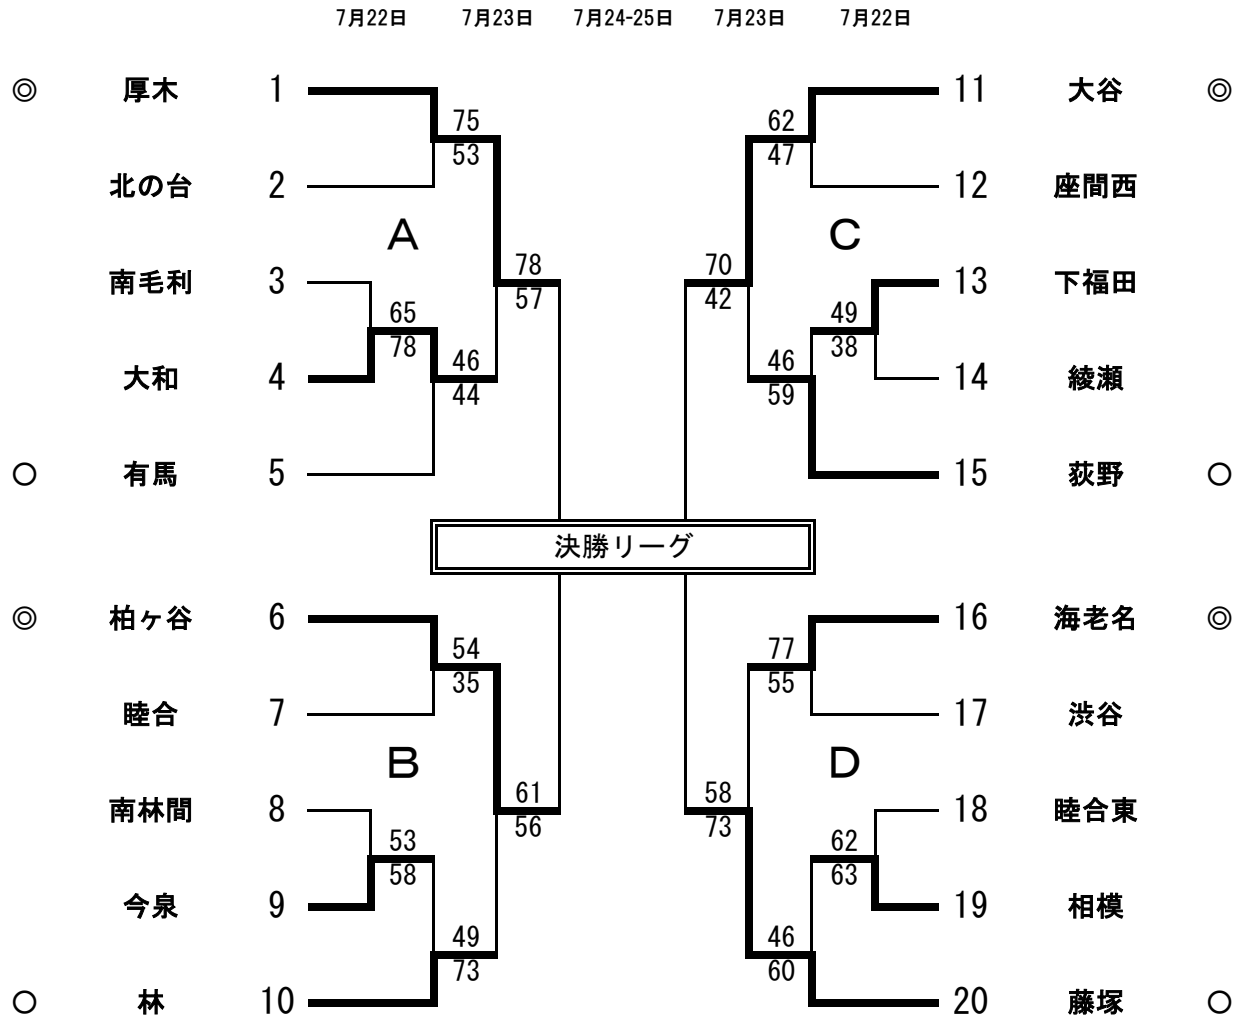 7月22日 7月23日 7月24-25日 7月23日 7月22日
◎ 厚木 1 11 大谷 ◎
75 62
53 47
北の台 2 12 座間西
A C
南毛利 3 78 70 13 下福田
57 42
65 49
78 38
大和 4 46 46 14 綾瀬
44 59
○ 有馬 5 15 荻野 ○
決勝リーグ
◎ 柏ヶ谷 6 16 海老名 ◎
54 77
35 55
睦合 7 17 渋谷
B D
南林間 8 61 58 18 睦合東
56 73
53 62
58 63
今泉 9 19 相模
49 46
73 60
○ 林 10 20 藤塚 ○